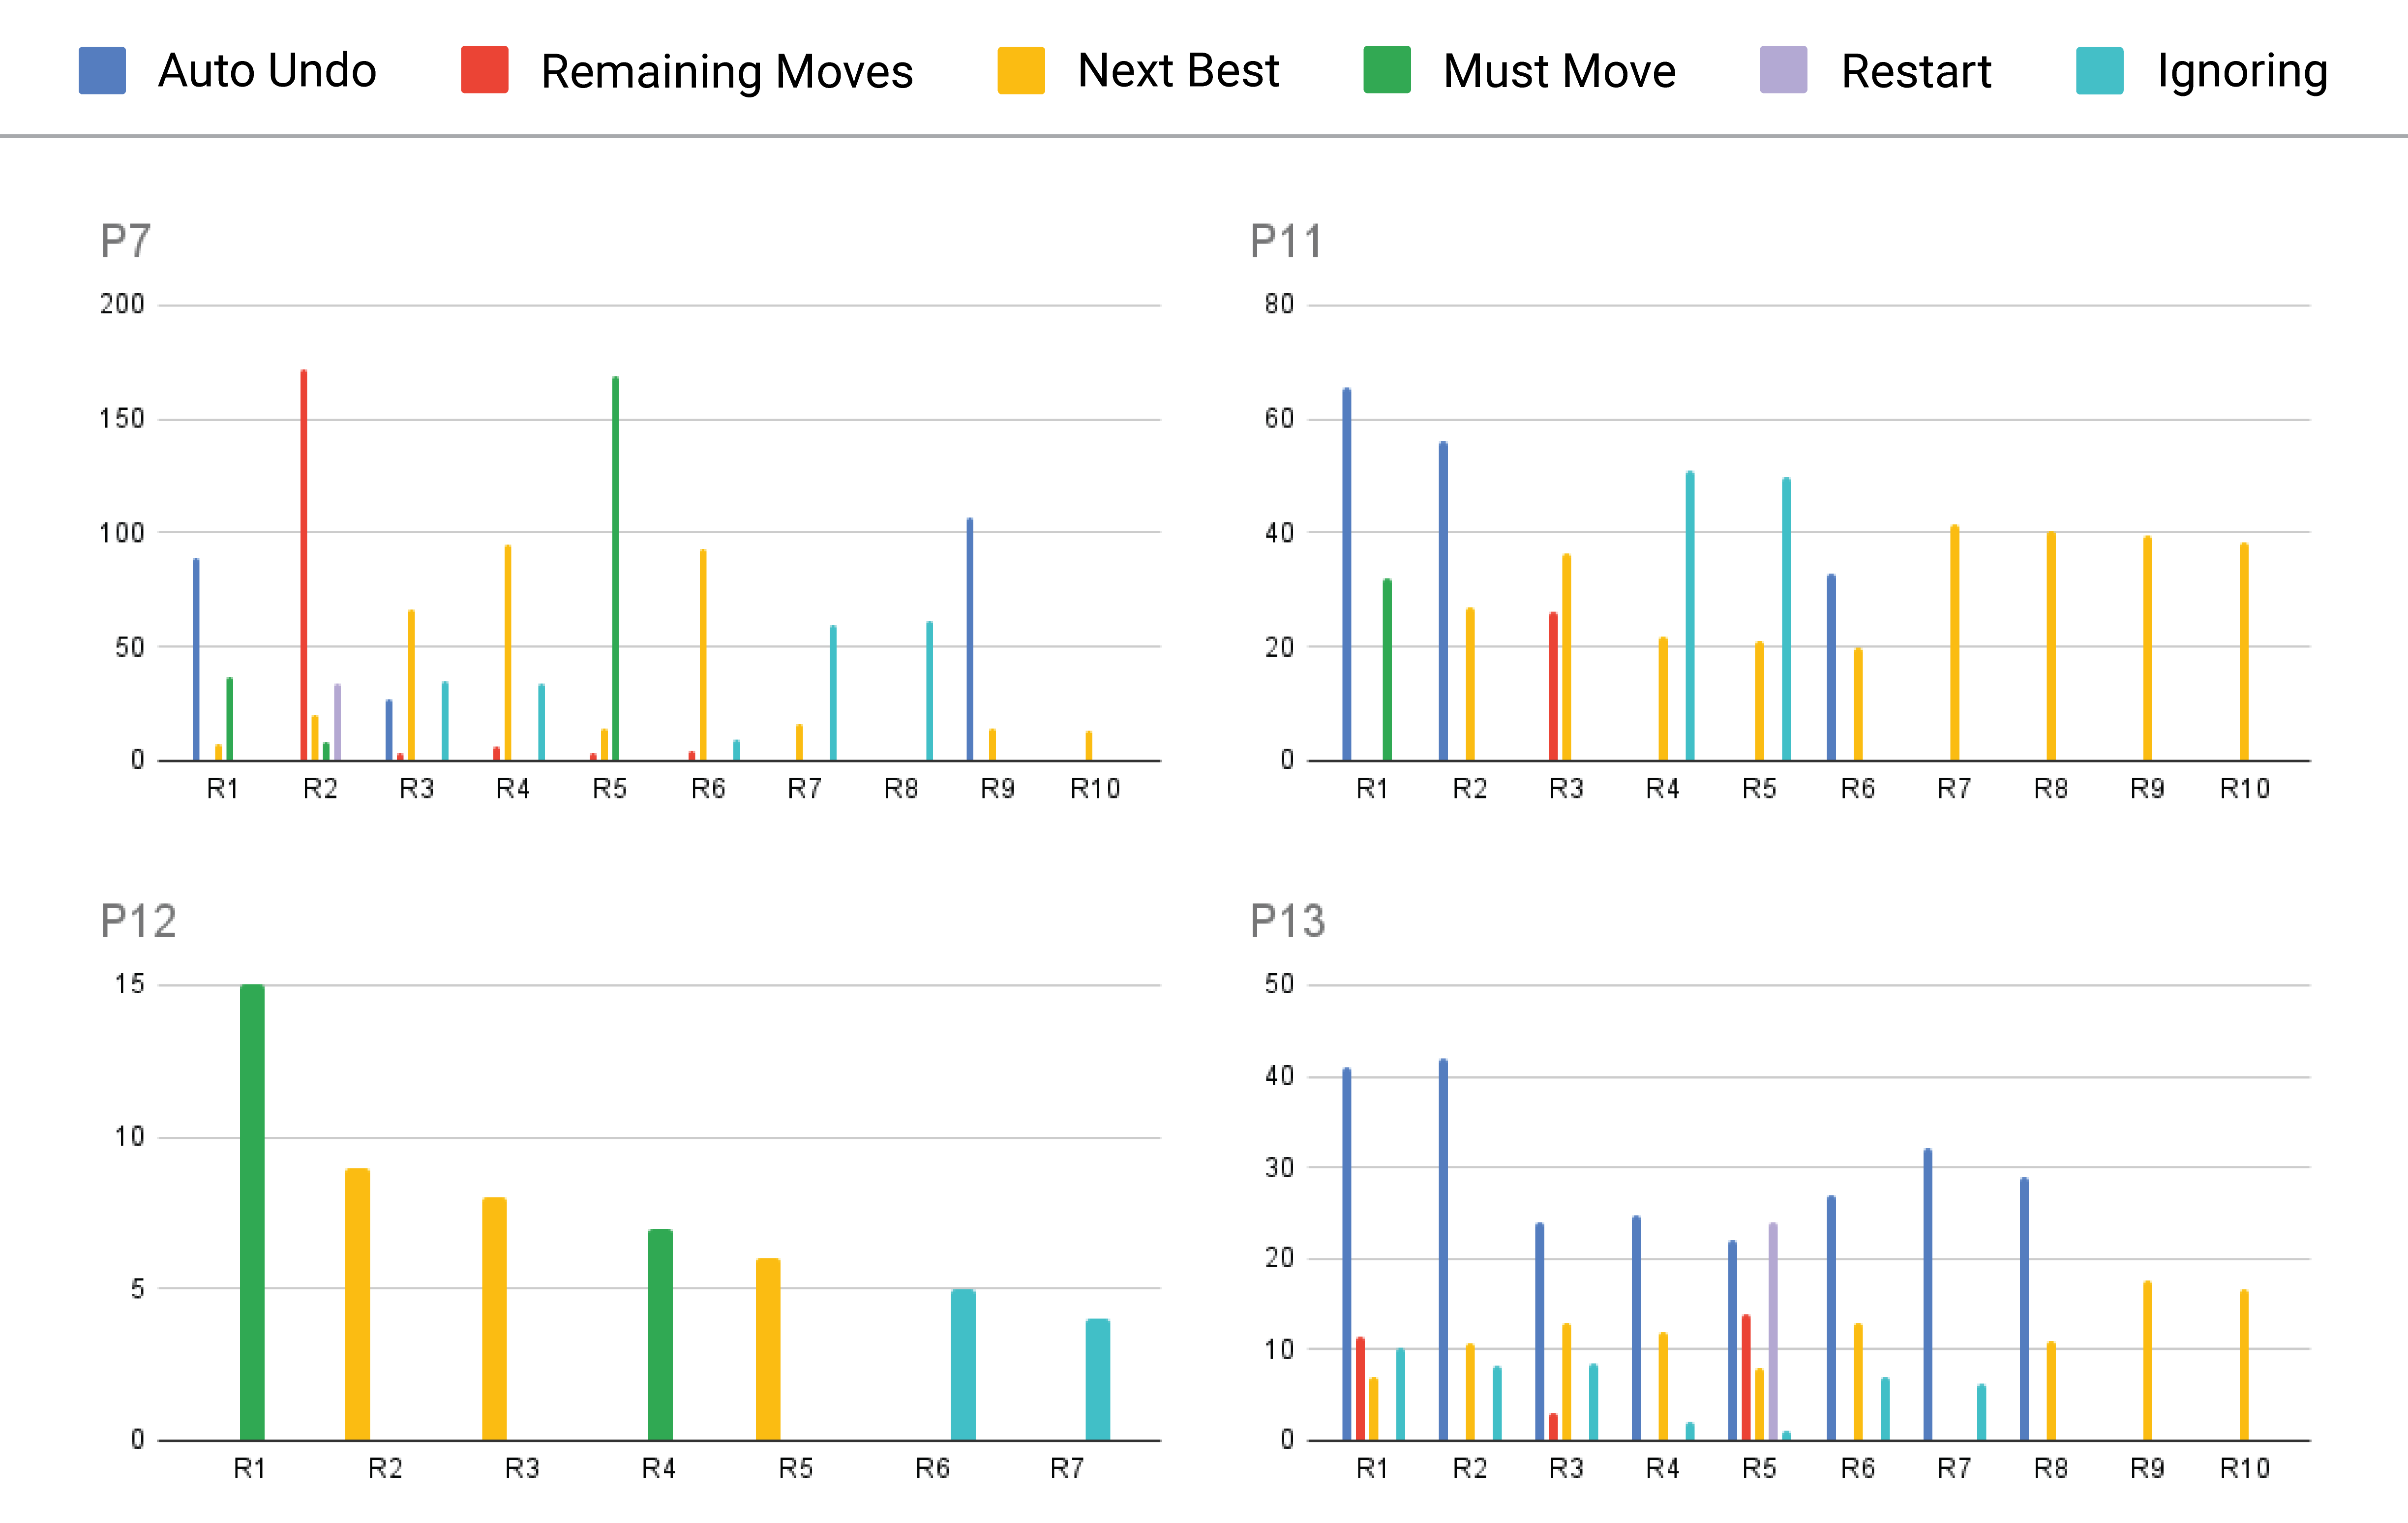 Auto Undo Remaining Moves Next Best Must Move Restart Ignoring
P7
200
150
100
50
0
R1 R2 R3 R4 R5 R6 R7 R8 R9 R10
P11
80
60
40
20
0
R1 R2 R3 R4 R5 R6 R7 R8 R9 R10
P12
15
10
5
0
R1 R2 R3 R4 R5 R6 R7
P13
50
40
30
20
10
0
R1 R2 R3 R4 R5 R6 R7 R8 R9 R10